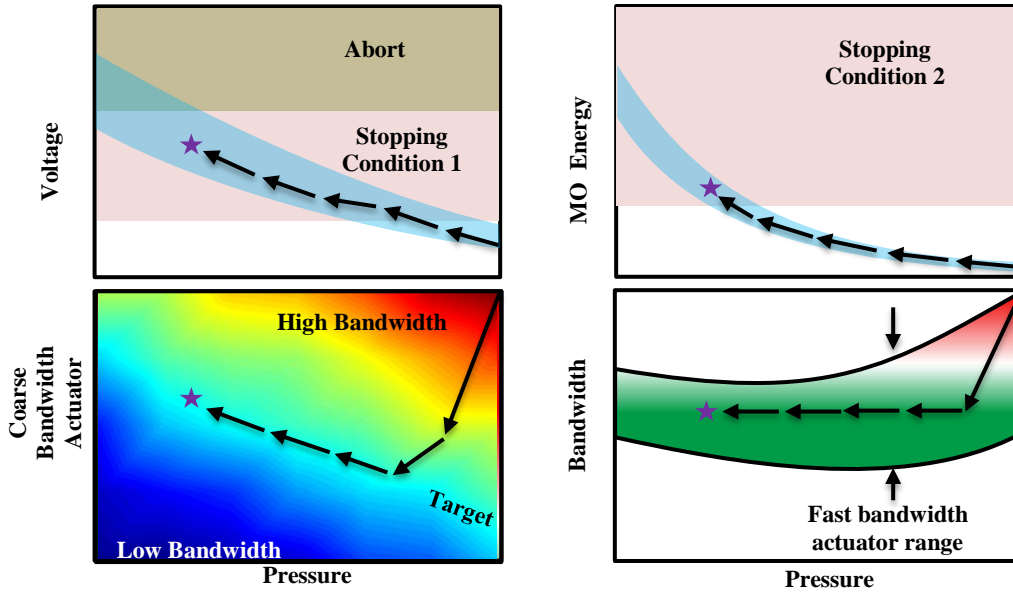 Voltage
Abort
Stopping
Condition 1
MO Energy
Stopping
Condition 2
Coarse
Bandwidth
Actuator
High Bandwidth
Target
Low Bandwidth
Pressure
Bandwidth
Fast bandwidth
actuator range
Pressure